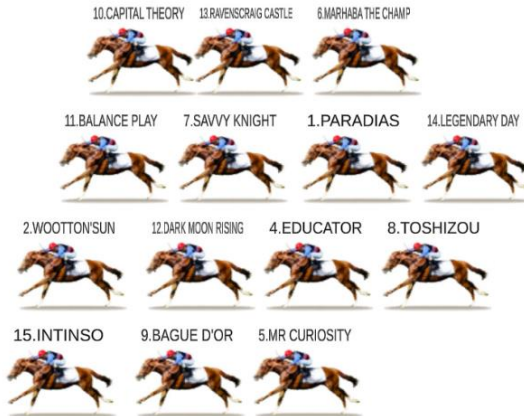 10.CAPITAL THEORY 13.RAVENSCRAIG CASTLE 6.MARHABA THE CHAMP
11.BALANCE PLAY 7.SAVVY KNIGHT 1.PARADIAS 14.LEGENDARY DAY
2.WOOTTON'SUN 12.DARK MOON RISING 4.EDUCATOR 8.TOSHIZOU
15.INTINSO 9.BAGUE D'OR 5.MR CURIOSITY